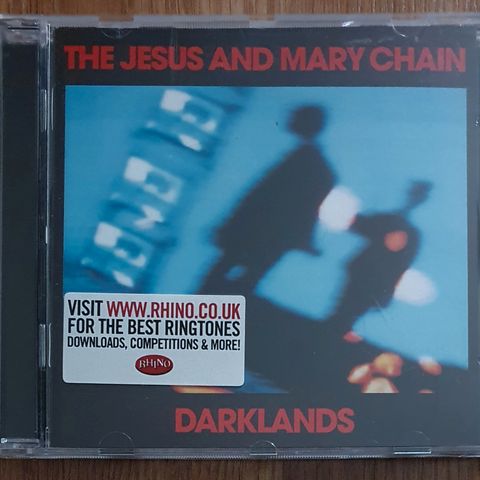 THE JESUS AND MARY CHAIN
VISIT WWW.RHINO.CO.UK
FOR THE BEST RINGTONES
DOWNLOADS, COMPETITIONS & MORE!
RHINO
DARKLANDS